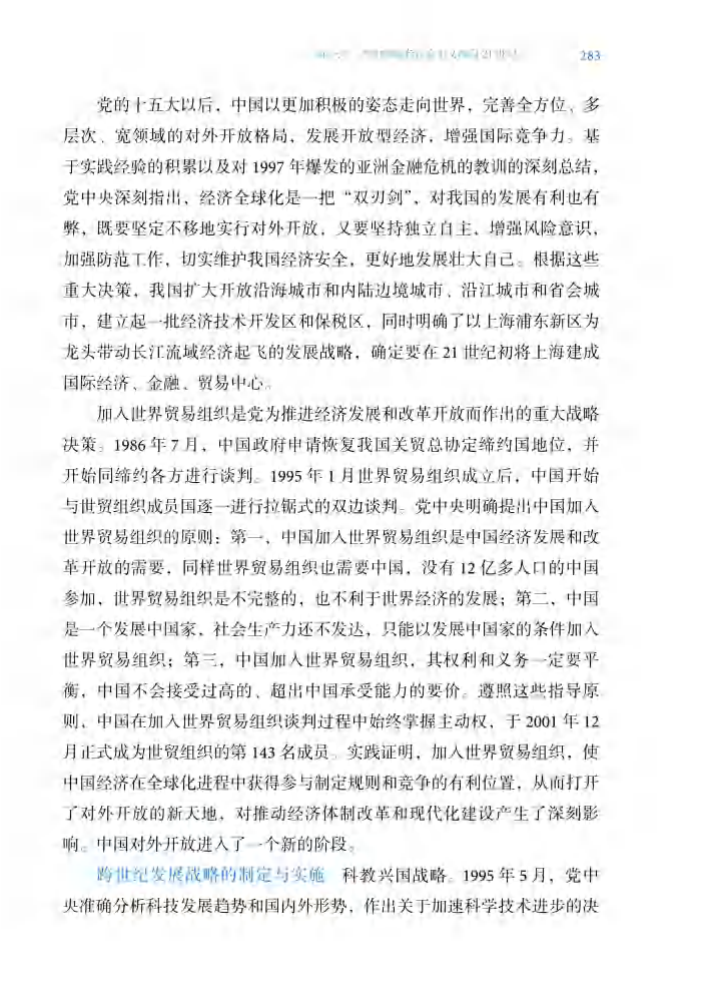 283
党的十五大以后，中国以更加积极的姿态走向世界，完善全方位、多
层次、宽领域的对外开放格局，发展开放型经济，增强国际竞争力。基
于实践经验的积累以及对 1997 年爆发的亚洲金融危机的教训的深刻总结，
党中央深刻指出，经济全球化是一把“双刃剑”，对我国的发展有利也有
弊，既要坚定不移地实行对外开放，又要坚持独立自主、增强风险意识，
加强防范工作，切实维护我国经济安全，更好地发展壮大自己。根据这些
重大决策，我国扩大开放沿海城市和内陆边境城市、沿江城市和省会城
市，建立起一批经济技术开发区和保税区，同时明确了以上海浦东新区为
龙头带动长江流域经济起飞的发展战略，确定要在 21 世纪初将上海建成
国际经济、金融、贸易中心。
加入世界贸易组织是党为推进经济发展和改革开放而作出的重大战略
决策。1986 年 7 月，中国政府申请恢复我国关贸总协定缔约国地位，并
开始同缔约各方进行谈判。1995 年 1 月世界贸易组织成立后，中国开始
与世贸组织成员国逐一进行拉锯式的双边谈判。党中央明确提出中国加入
世界贸易组织的原则：第一，中国加入世界贸易组织是中国经济发展和改
革开放的需要，同样世界贸易组织也需要中国，没有 12 亿多人口的中国
参加，世界贸易组织是不完整的，也不利于世界经济的发展；第二，中国
是一个发展中国家，社会生产力还不发达，只能以发展中国家的条件加入
世界贸易组织；第三，中国加入世界贸易组织，其权利和义务一定要平
衡，中国不会接受过高的、超出中国承受能力的要价。遵照这些指导原
则，中国在加入世界贸易组织谈判过程中始终掌握主动权，于 2001 年 12
月正式成为世贸组织的第 143 名成员。实践证明，加入世界贸易组织，使
中国经济在全球化进程中获得参与制定规则和竞争的有利位置，从而打开
了对外开放的新天地，对推动经济体制改革和现代化建设产生了深刻影
响。中国对外开放进入了一个新的阶段。
跨世纪发展战略的制定与实施 科教兴国战略。1995 年 5 月，党中
央准确分析科技发展趋势和国内外形势，作出关于加速科学技术进步的决